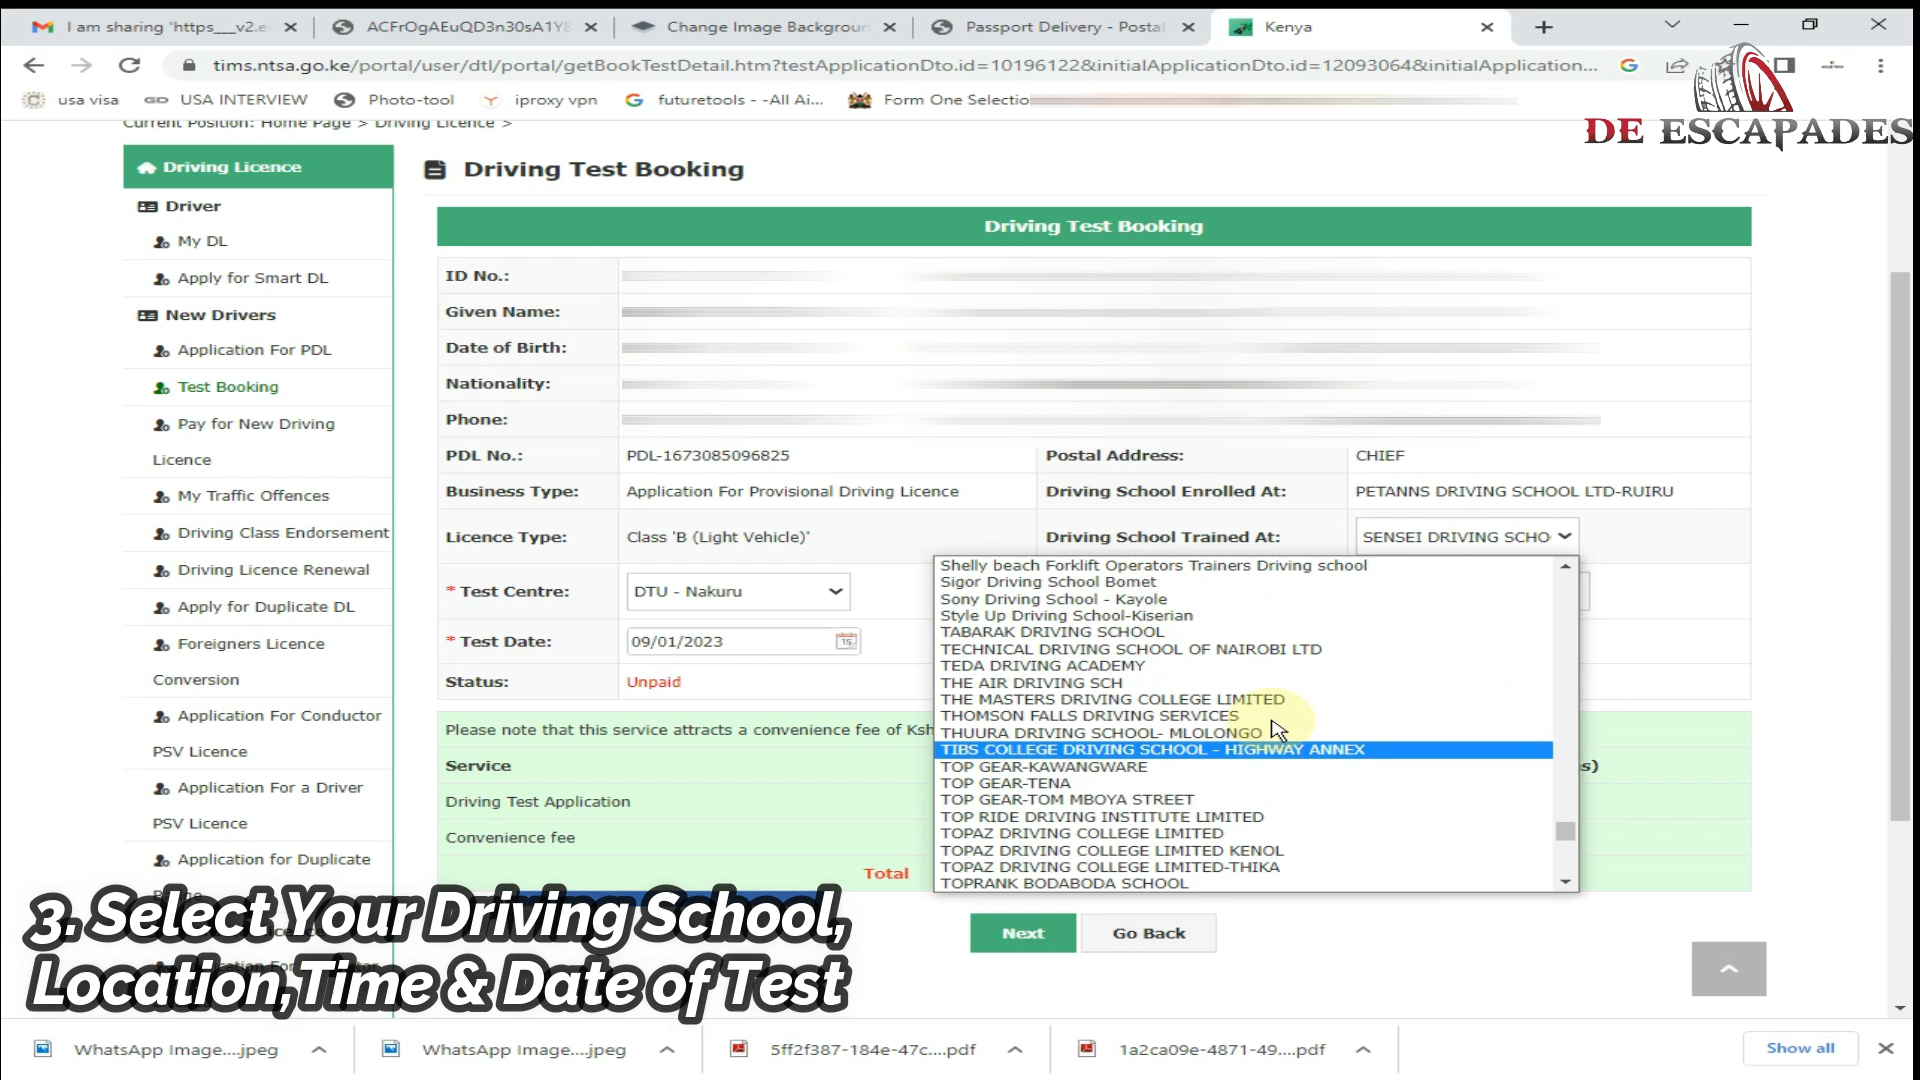 I am sharing 'https___v2.e
ACFrOgAEuQD3n30sA1Y
Change Image Backgroun
Passport Delivery - Postal
Kenya
tims.ntsa.go.ke/portal/user/dtl/portal/getBookTestDetail.htm?testApplicationDto.id=10196122&initialApplicationDto.id=12093064&initialApplication...
usa visa
USA INTERVIEW
Photo-tool
iproxy vpn
futuretools - -All Ai...
Form One Selectio
DE ESCAPADES
Current Position: Home Page > Driving Licence >
Driving Licence
Driver
My DL
Apply for Smart DL
New Drivers
Application For PDL
Test Booking
Pay for New Driving
Licence
My Traffic Offences
Driving Class Endorsement
Driving Licence Renewal
Apply for Duplicate DL
Foreigners Licence
Conversion
Application For Conductor
PSV Licence
Application For a Driver
PSV Licence
Application for Duplicate
Driving Test Booking
Driving Test Booking
ID No.:
Given Name:
Date of Birth:
Nationality:
Phone:
PDL No.: PDL-1673085096825 Postal Address: CHIEF
Business Type: Application For Provisional Driving Licence Driving School Enrolled At: PETANNS DRIVING SCHOOL LTD-RUIRU
Licence Type: Class 'B (Light Vehicle)' Driving School Trained At: SENSEI DRIVING SCHO
* Test Centre: DTU - Nakuru
* Test Date: 09/01/2023
Status: Unpaid
Please note that this service attracts a convenience fee of Ksh
Service s)
Driving Test Application
Convenience fee
Total
Shelly beach Forklift Operators Trainers Driving school
Sigor Driving School Bomet
Sony Driving School - Kayole
Style Up Driving School-Kiserian
TABARAK DRIVING SCHOOL
TECHNICAL DRIVING SCHOOL OF NAIROBI LTD
TEDA DRIVING ACADEMY
THE AIR DRIVING SCH
THE MASTERS DRIVING COLLEGE LIMITED
THOMSON FALLS DRIVING SERVICES
THUURA DRIVING SCHOOL- MLOLONGO
TIBS COLLEGE DRIVING SCHOOL - HIGHWAY ANNEX
TOP GEAR-KAWANGWARE
TOP GEAR-TENA
TOP GEAR-TOM MBOYA STREET
TOP RIDE DRIVING INSTITUTE LIMITED
TOPAZ DRIVING COLLEGE LIMITED
TOPAZ DRIVING COLLEGE LIMITED KENOL
TOPAZ DRIVING COLLEGE LIMITED-THIKA
TOPRANK BODABODA SCHOOL
Next
Go Back
3. Select Your Driving School,
Location,Time & Date of Test
WhatsApp Image....jpeg
WhatsApp Image....jpeg
5ff2f387-184e-47c....pdf
1a2ca09e-4871-49....pdf
Show all